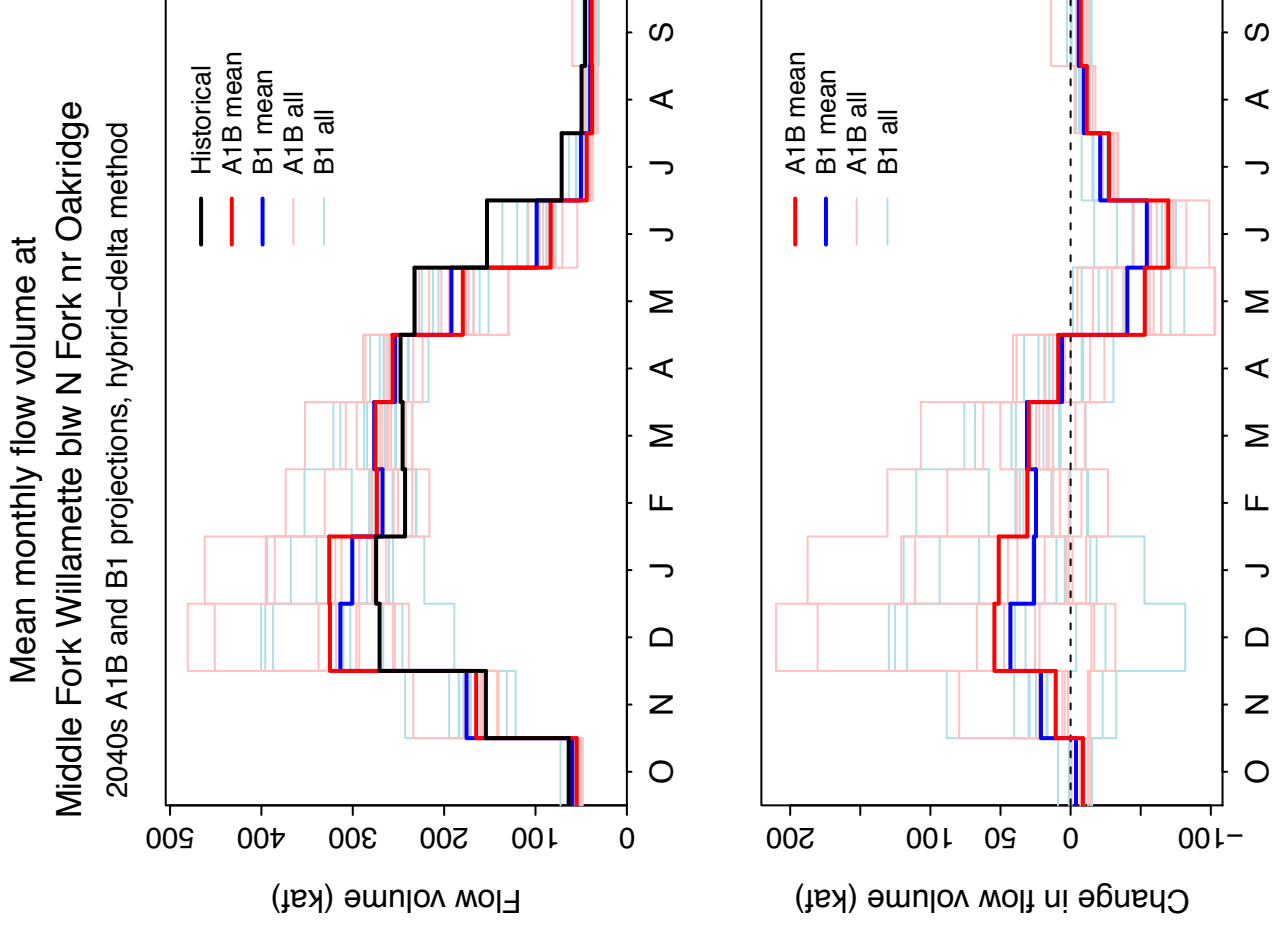 Mean monthly flow volume at
Middle Fork Willamette blw N Fork nr Oakridge
2040s A1B and B1 projections, hybrid−delta method
Flow volume (kaf)
0
100
200
300
400
500
Historical
A1B mean
B1 mean
A1B all
B1 all
O N D J F M A M J J A S
Change in flow volume (kaf)
−100
0
50
100
200
A1B mean
B1 mean
A1B all
B1 all
O N D J F M A M J J A S